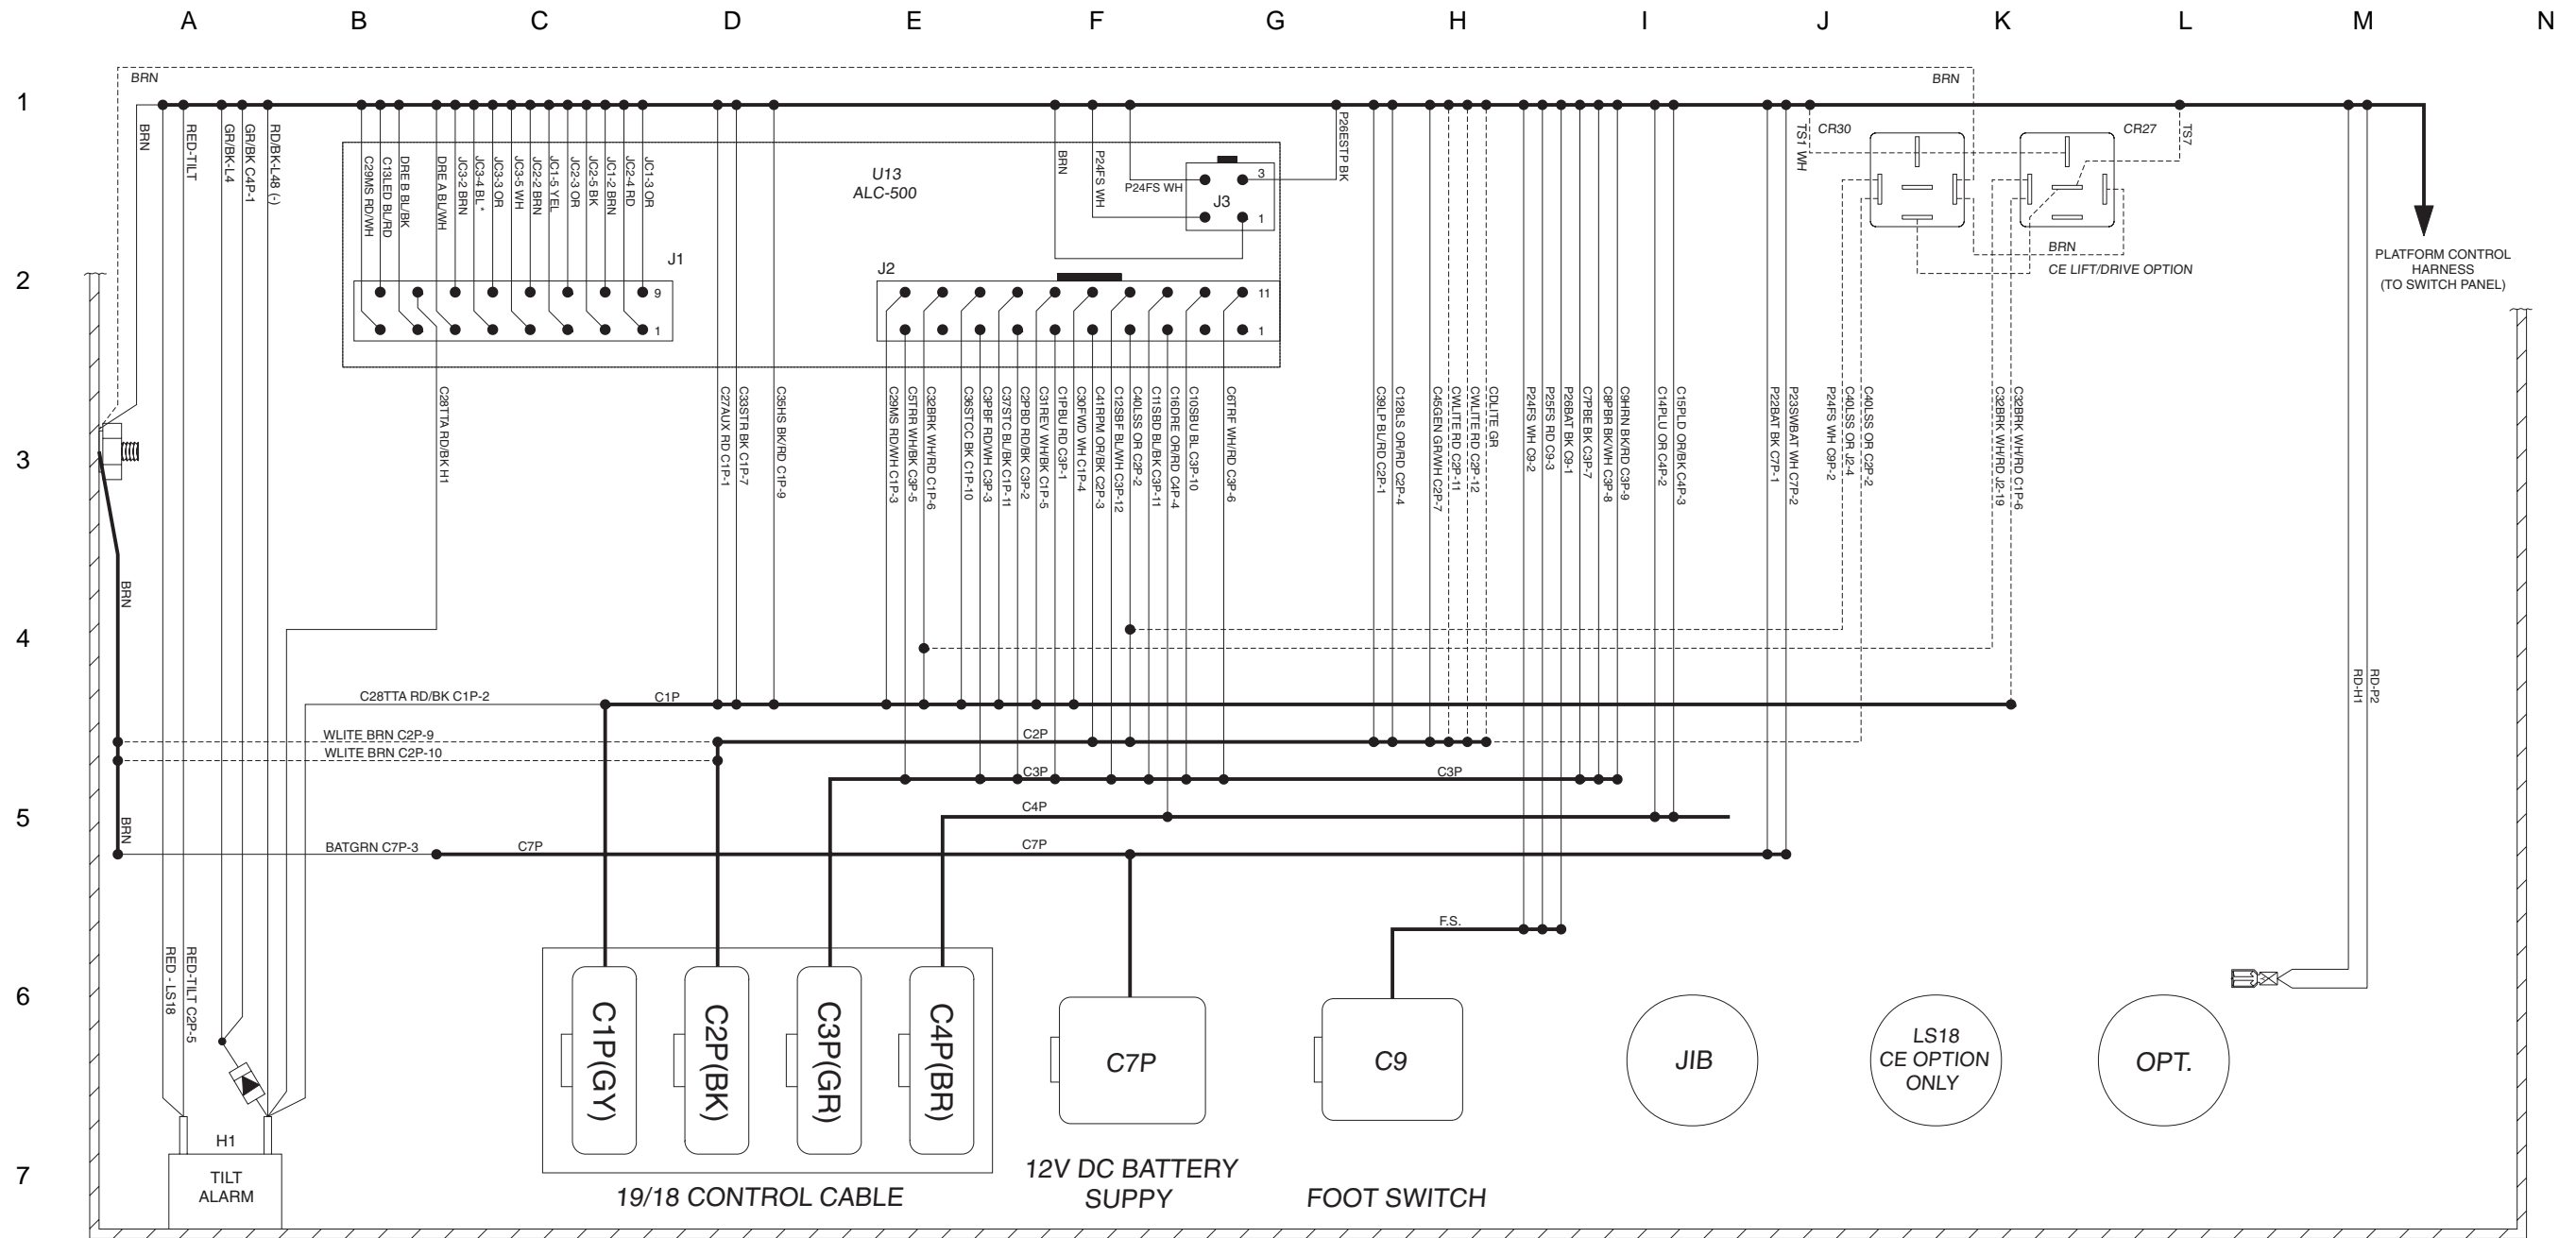 A B C D E F G H I J K L M N
1
2
3
4
5
6
7
BRN
BRN
BRN
RED-TILT
GR/BK-L4
GR/BK C4P-1
RD/BK-L48 (-)
C29MS RD/WH
C13LED BL/RD
DRE B BL/BK
DRE A BL/WH
JC3-2 BRN
JC3-4 BL *
JC3-3 OR
JC3-5 WH
JC2-2 BRN
JC1-5 YEL
JC2-3 OR
JC2-5 BK
JC1-2 BRN
JC2-4 RD
JC1-3 OR
J1
9
1
U13
ALC-500
BRN
P24FS WH
P24FS WH
3
J3
1
P26ESTP BK
J2
11
1
TS1 WH
CR30
CR27
TS7
BRN
CE LIFT/DRIVE OPTION
PLATFORM CONTROL
HARNESS
(TO SWITCH PANEL)
C28TTA RD/BK H1
C27AUX RD C1P-1
C33STR BK C1P-7
C35HS BK/RD C1P-9
C29MS RD/WH C1P-3
C5TRR WH/BK C3P-5
C32BRK WH/RD C1P-6
C36STCC BK C1P-10
C3PBF RD/WH C3P-3
C37STC BL/BK C1P-11
C2PBD RD/BK C3P-2
C31REV WH/BK C1P-5
C1PBU RD C3P-1
C30FWD WH C1P-4
C41RPM OR/BK C2P-3
C12SBF BL/WH C3P-12
C40LSS OR C2P-2
C11SBD BL/BK C3P-11
C16DRE OR/RD C4P-4
C10SBU BL C3P-10
C6TRF WH/RD C3P-6
C39LP BL/RD C2P-1
C128LS OR/RD C2P-4
C45GEN GR/WH C2P-7
CWLITE RD C2P-11
CWLITE RD C2P-12
CDLITE GR
P24FS WH C9-2
P25FS RD C9-3
P26BAT BK C9-1
C7PBE BK C3P-7
C8PBR BK/WH C3P-8
C9HRN BK/RD C3P-9
C14PLU OR C4P-2
C15PLD OR/BK C4P-3
P22BAT BK C7P-1
P23SWBAT WH C7P-2
P24FS WH C9P-2
C40LSS OR J2-4
C40LSS OR C2P-2
C32BRK WH/RD J2-19
C32BRK WH/RD C1P-6
BRN
RD-H1
RD-P2
C28TTA RD/BK C1P-2
C1P
WLITE BRN C2P-9
C2P
WLITE BRN C2P-10
C3P
C3P
C4P
BRN
BATGRN C7P-3
C7P
C7P
F.S.
RED - LS18
RED-TILT C2P-5
H1
TILT
ALARM
C1P(GY)
C2P(BK)
C3P(GR)
C4P(BR)
19/18 CONTROL CABLE
C7P
12V DC BATTERY
SUPPY
C9
FOOT SWITCH
JIB
LS18
CE OPTION
ONLY
OPT.